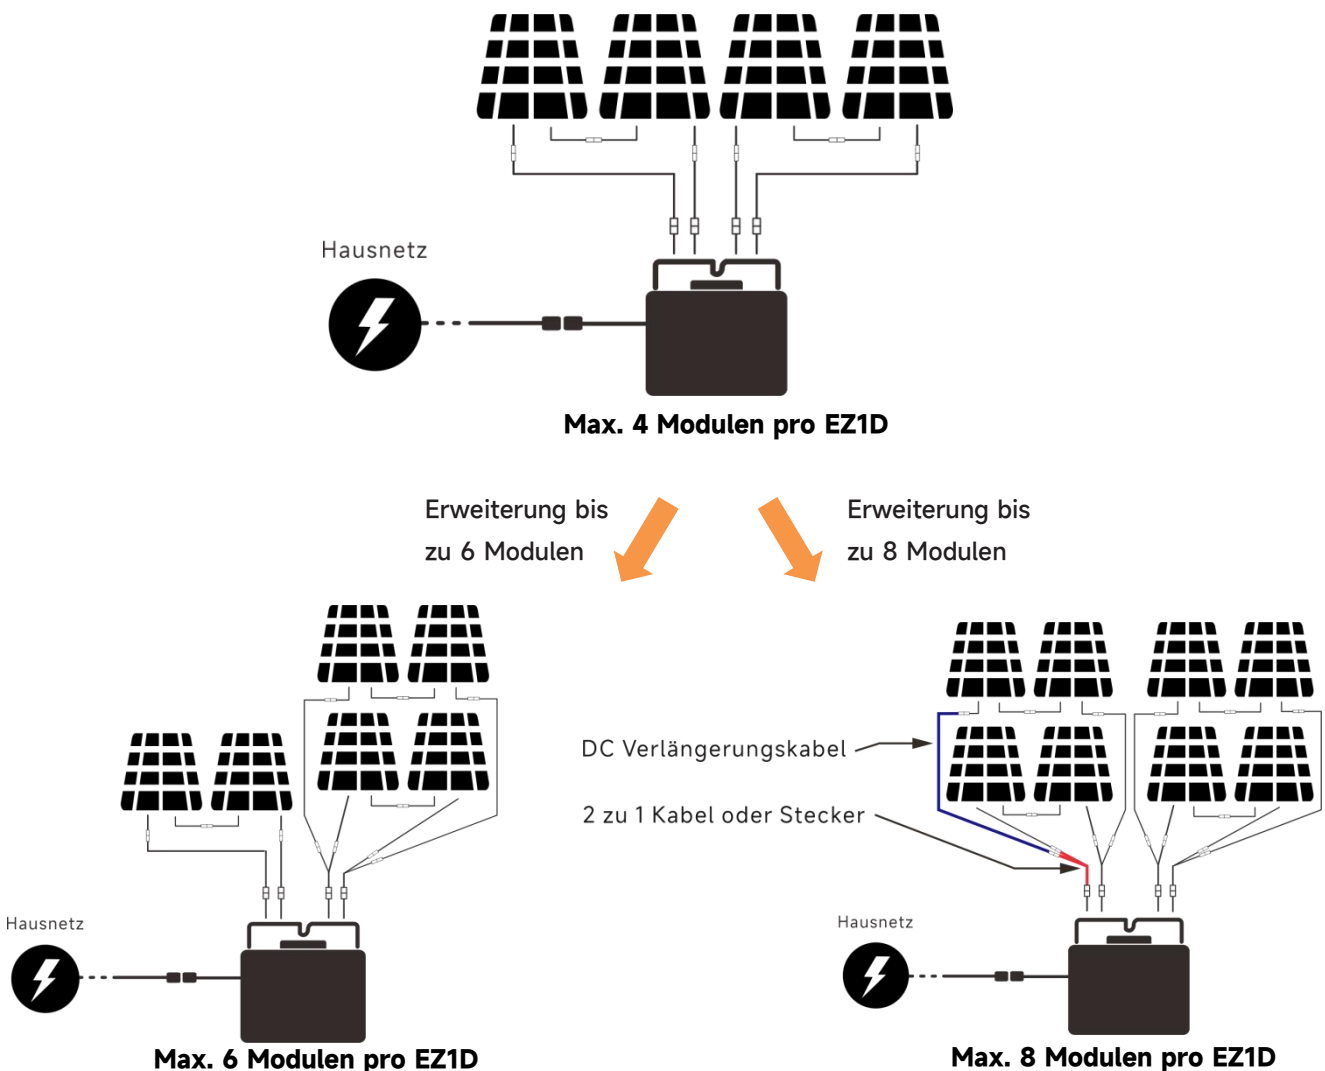 Hausnetz
Max. 4 Modulen pro EZ1D
Erweiterung bis
zu 6 Modulen
Erweiterung bis
zu 8 Modulen
DC Verlängerungskabel
2 zu 1 Kabel oder Stecker
Hausnetz
Hausnetz
Max. 6 Modulen pro EZ1D
Max. 8 Modulen pro EZ1D